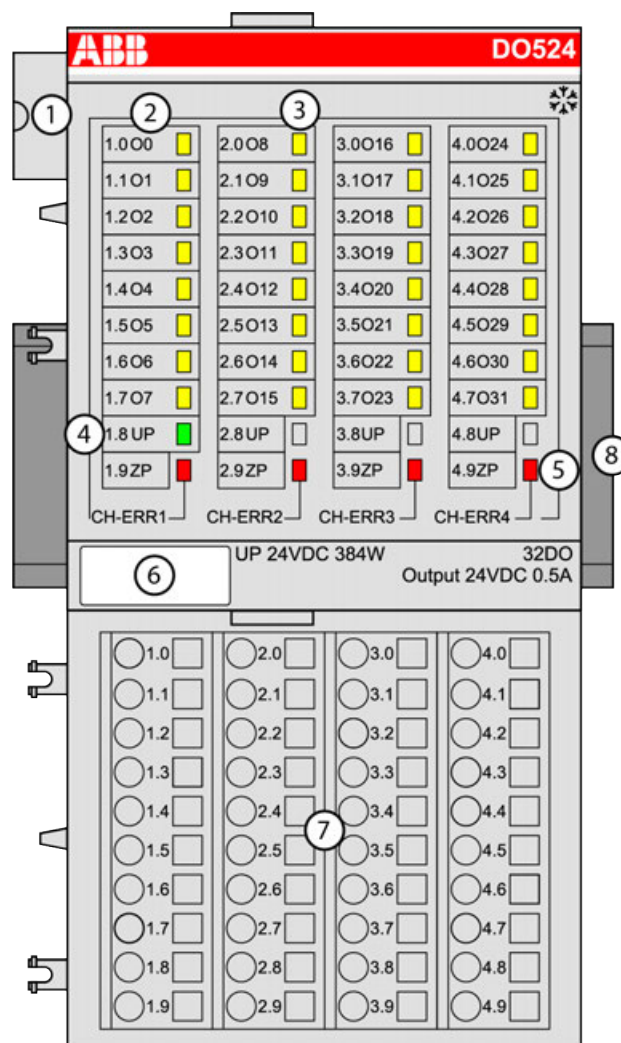 ABB DO524
1 2 3
1.0O0 2.0O8 3.0O16 4.0O24
1.1O1 2.1O9 3.1O17 4.1O25
1.2O2 2.2O10 3.2O18 4.2O26
1.3O3 2.3O11 3.3O19 4.3O27
1.4O4 2.4O12 3.4O20 4.4O28
1.5O5 2.5O13 3.5O21 4.5O29
1.6O6 2.6O14 3.6O22 4.6O30
1.7O7 2.7O15 3.7O23 4.7O31
4 1.8UP 2.8UP 3.8UP 4.8UP 8
1.9ZP 2.9ZP 3.9ZP 4.9ZP 5
CH-ERR1 CH-ERR2 CH-ERR3 CH-ERR4
UP 24VDC 384W 32DO
6 Output 24VDC 0.5A
1.0 2.0 3.0 4.0
1.1 2.1 3.1 4.1
1.2 2.2 3.2 4.2
1.3 2.3 3.3 4.3
1.4 2.4 3.4 4.4
7
1.5 2.5 3.5 4.5
1.6 2.6 3.6 4.6
1.7 2.7 3.7 4.7
1.8 2.8 3.8 4.8
1.9 2.9 3.9 4.9